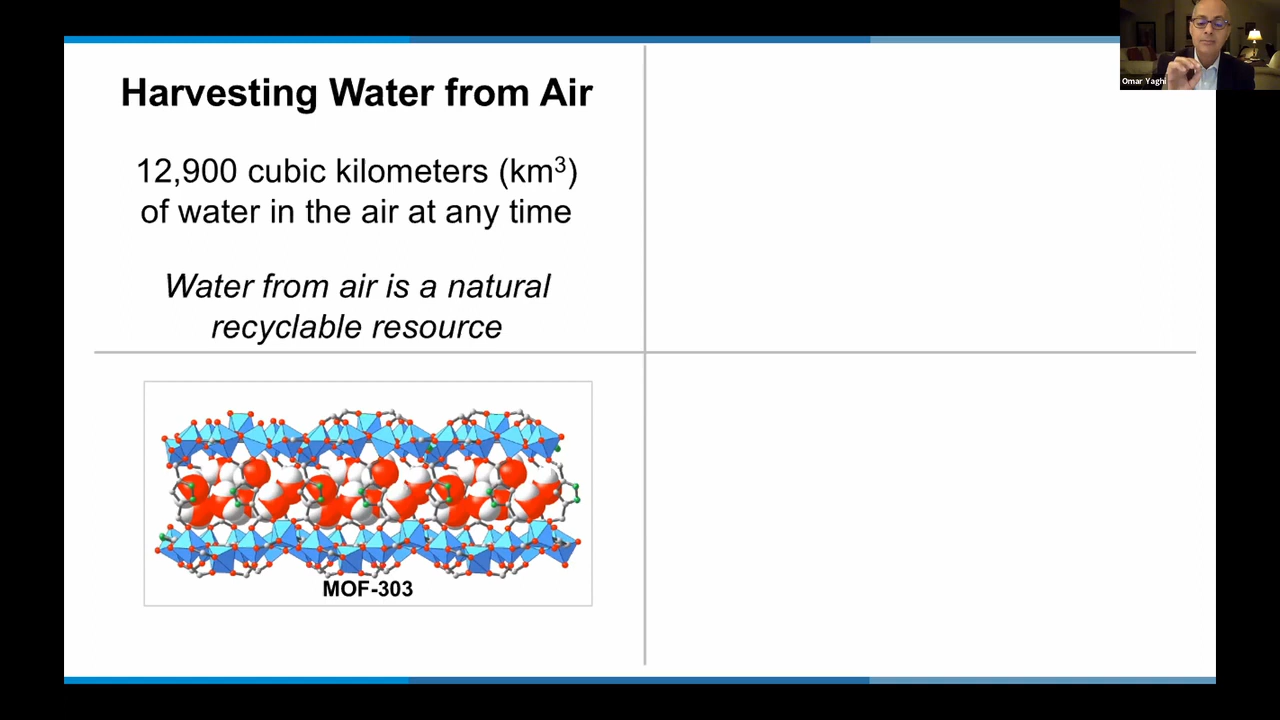 Harvesting Water from Air
12,900 cubic kilometers (km³)
of water in the air at any time
Water from air is a natural
recyclable resource
MOF-303
Omar Yaghi